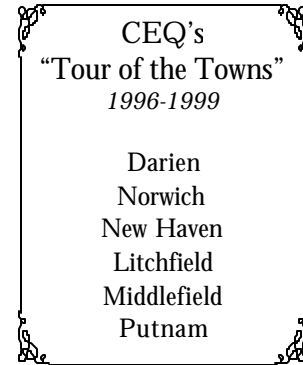 CEQ's
“Tour of the Towns”
1996-1999
Darien
Norwich
New Haven
Litchfield
Middlefield
Putnam